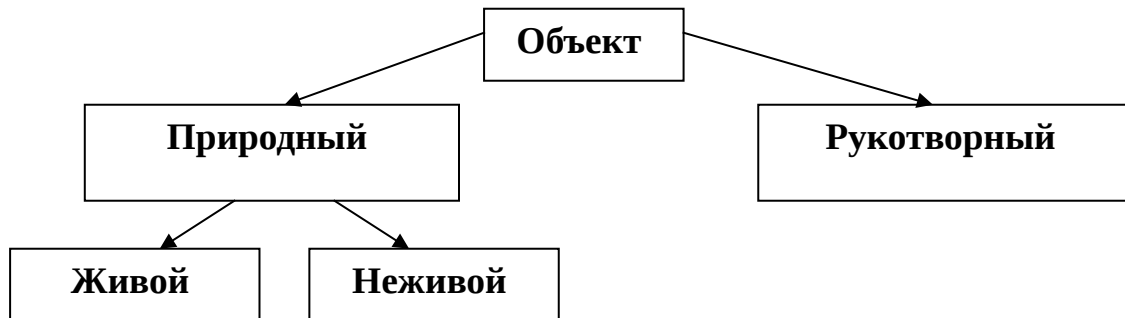 Объект
Природный
Рукотворный
Живой
Неживой